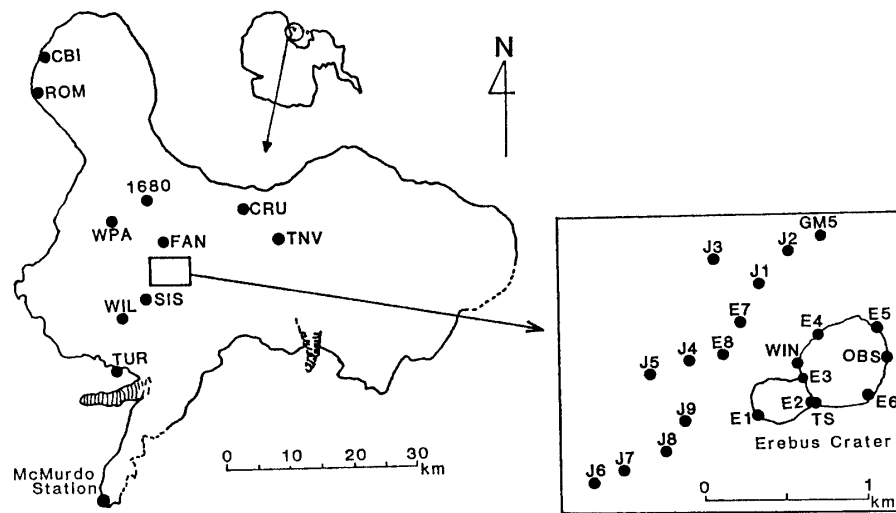 CBI
ROM
N
1680
CRU
WPA
FAN
TNV
SIS
WIL
TUR
McMurdo
Station
0 10 20 30
km
GM5
J2
J3
J1
E7
E4
E5
E8
J4
WIN
OBS
J5
E3
E6
E2
E1
TS
J9
Erebus Crater
J8
J7
J6
0 1
km